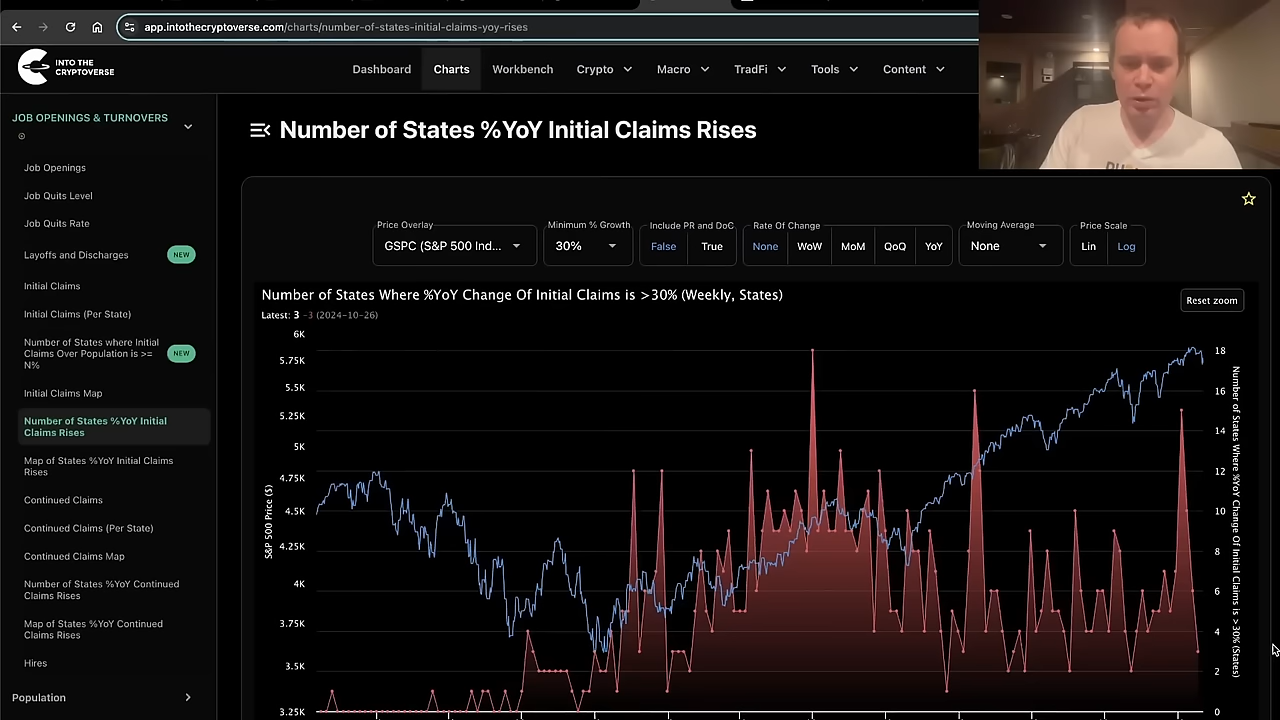 app.intothecryptoverse.com/charts/number-of-states-initial-claims-yoy-rises
INTO THE
CRYPTOVERSE
Dashboard
Charts
Workbench
Crypto
Macro
TradFi
Tools
Content
JOB OPENINGS & TURNOVERS
Job Openings
Job Quits Level
Job Quits Rate
Layoffs and Discharges
NEW
Initial Claims
Initial Claims (Per State)
Number of States where Initial
Claims Over Population is >=
N%
NEW
Initial Claims Map
Number of States %YoY Initial
Claims Rises
Map of States %YoY Initial Claims
Rises
Continued Claims
Continued Claims (Per State)
Continued Claims Map
Number of States %YoY Continued
Claims Rises
Map of States %YoY Continued
Claims Rises
Hires
Population
Number of States %YoY Initial Claims Rises
Price Overlay
GSPC (S&P 500 Ind...
Minimum % Growth
30%
Include PR and DoC
False
True
Rate Of Change
None
WoW
MoM
QoQ
YoY
Moving Average
None
Price Scale
Lin
Log
Number of States Where %YoY Change Of Initial Claims is >30% (Weekly, States)
Latest: 3 -3 (2024-10-26)
Reset zoom
6K
5.75K
5.5K
5.25K
5K
4.75K
4.5K
4.25K
4K
3.75K
3.5K
3.25K
S&P 500 Price ($)
18
16
14
12
10
8
6
4
2
0
Number of States Where %YoY Change Of Initial Claims is >30% (States)